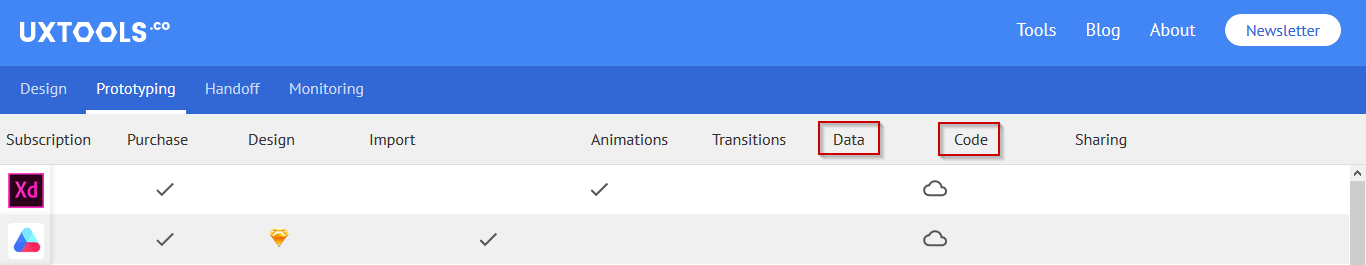 UXTOOLS.co Tools Blog About Newsletter
Design Prototyping Handoff Monitoring
Subscription Purchase Design Import Animations Transitions Data Code Sharing
Xd